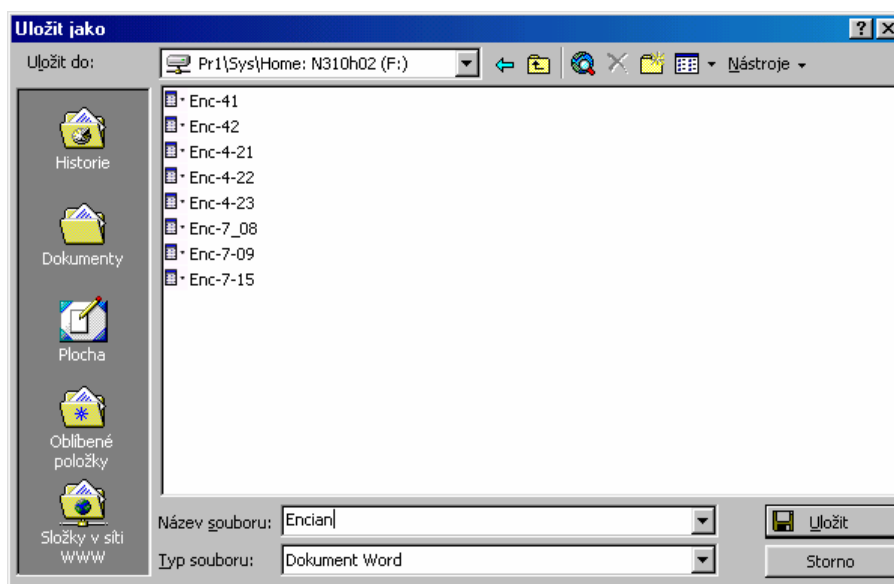 Uložit jako
Uložit do:
Pr1\Sys\Home: N310h02 (F:)
Nástroje
Historie
Dokumenty
Plocha
Oblíbené
položky
Složky v síti
WWW
Enc-41
Enc-42
Enc-4-21
Enc-4-22
Enc-4-23
Enc-7_08
Enc-7-09
Enc-7-15
Název souboru:
Encian
Uložit
Typ souboru:
Dokument Word
Storno